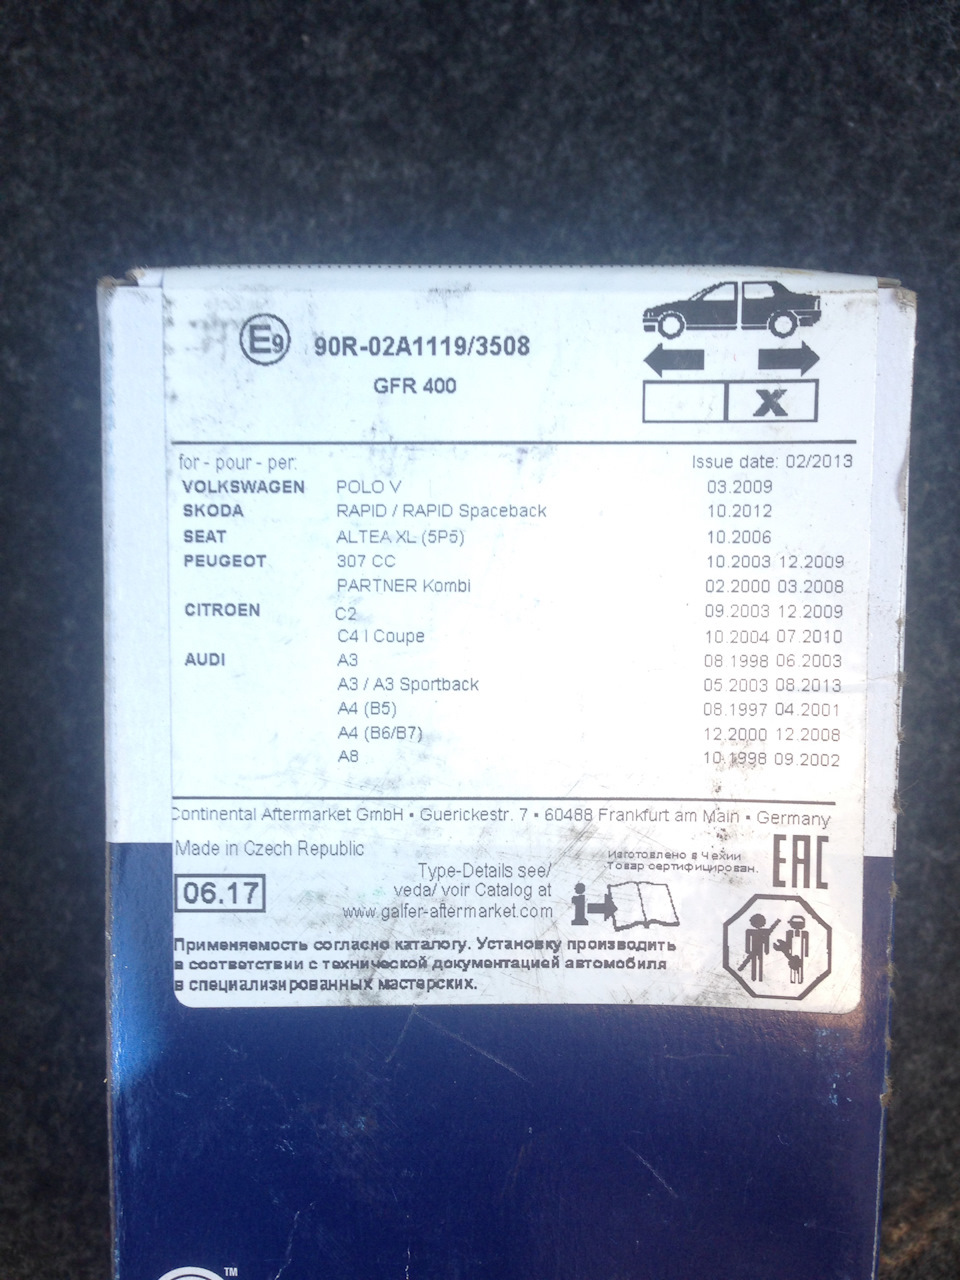 E9 90R-02A1119/3508
GFR 400
X
for - pour - per: Issue date: 02/2013
VOLKSWAGEN POLO V 03.2009
SKODA RAPID / RAPID Spaceback 10.2012
SEAT ALTEA XL (5P5) 10.2006
PEUGEOT 307 CC 10.2003 12.2009
PARTNER Kombi 02.2000 03.2008
CITROEN C2 09.2003 12.2009
C4 I Coupe 10.2004 07.2010
AUDI A3 08.1998 06.2003
A3 / A3 Sportback 05.2003 08.2013
A4 (B5) 08.1997 04.2001
A4 (B6/B7) 12.2000 12.2008
A8 10.1998 09.2002
Continental Aftermarket GmbH • Guerickestr. 7 • 60488 Frankfurt am Main • Germany
Made in Czech Republic
Изготовлено в Чехии
Товар сертифицирован.
EAC
06.17
Type-Details see/
veda/ voir Catalog at
www.galfer-aftermarket.com
i
Применяемость согласно каталогу. Установку производить
в соответствии с технической документацией автомобиля
в специализированных мастерских.
TM